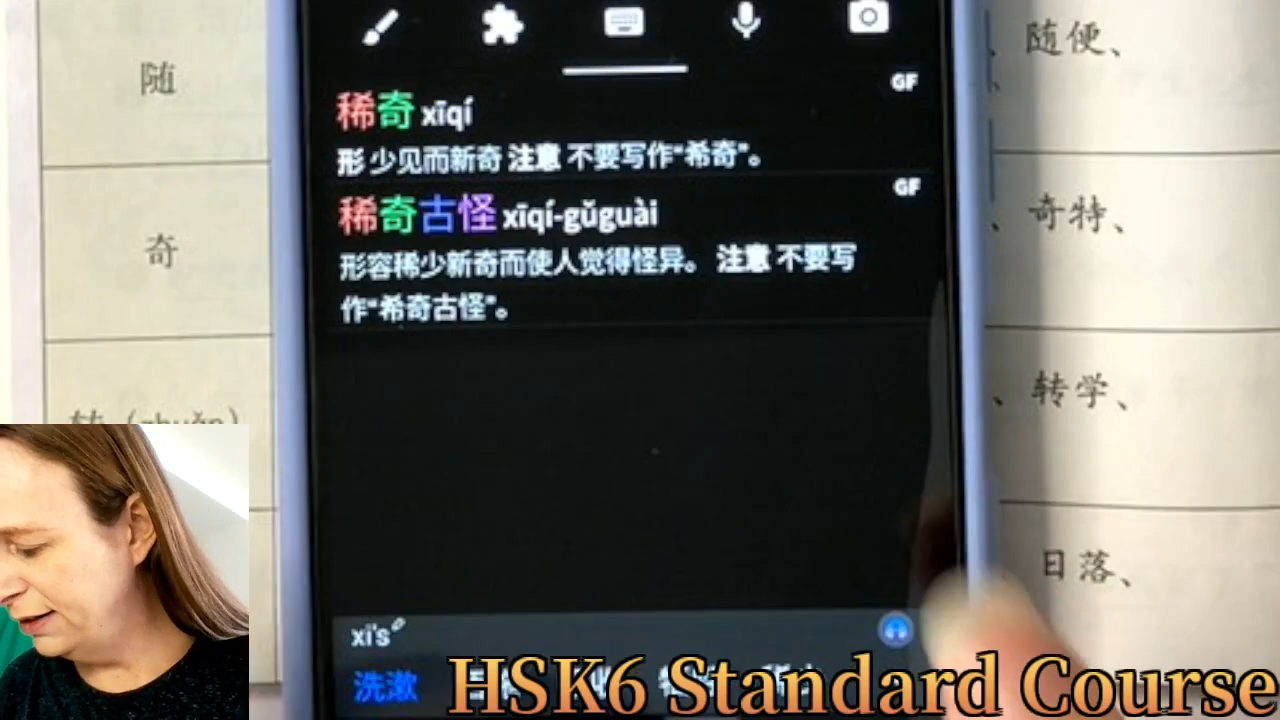 随
随便、
GF
稀奇 xīqí
形 少见而新奇 注意 不要写作“希奇”。
GF
稀奇古怪 xīqí-gǔguài
形容稀少新奇而使人觉得怪异。 注意 不要写
作“希奇古怪”。
奇
、奇特、
、转学、
日落、
xi's
洗漱
HSK6 Standard Course